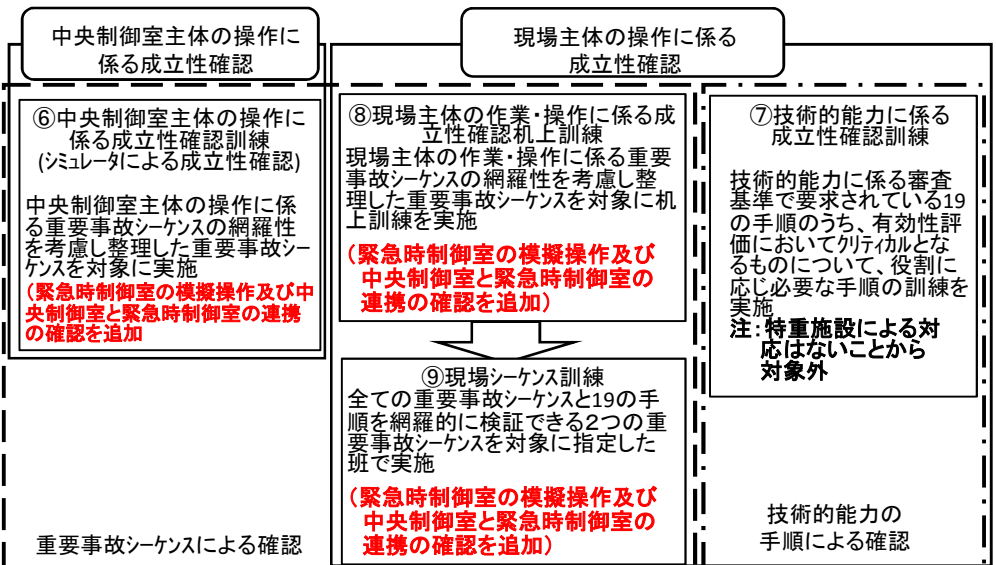 中央制御室主体の操作に
係る成立性確認
現場主体の操作に係る
成立性確認
⑥中央制御室主体の操作に
係る成立性確認訓練
(シミュレータによる成立性確認)
中央制御室主体の操作に係
る重要事故シーケンスの網羅性
を考慮し整理した重要事故シー
ケンスを対象に実施
(緊急時制御室の模擬操作及び中
央制御室と緊急時制御室の連携
の確認を追加
⑧現場主体の作業・操作に係る成
立性確認机上訓練
現場主体の作業・操作に係る重要
事故シーケンスの網羅性を考慮し整
理した重要事故シーケンスを対象に机
上訓練を実施
(緊急時制御室の模擬操作及び
中央制御室と緊急時制御室の
連携の確認を追加)
⑨現場シーケンス訓練
全ての重要事故シーケンスと19の手
順を網羅的に検証できる2つの重
要事故シーケンスを対象に指定した
班で実施
(緊急時制御室の模擬操作及び
中央制御室と緊急時制御室の
連携の確認を追加)
⑦技術的能力に係る
成立性確認訓練
技術的能力に係る審査
基準で要求されている19
の手順のうち、有効性評
価においてクリティカルとな
るものについて、役割に
応じ必要な手順の訓練を
実施
注:特重施設による対
応はないことから
対象外
重要事故シーケンスによる確認
技術的能力の
手順による確認